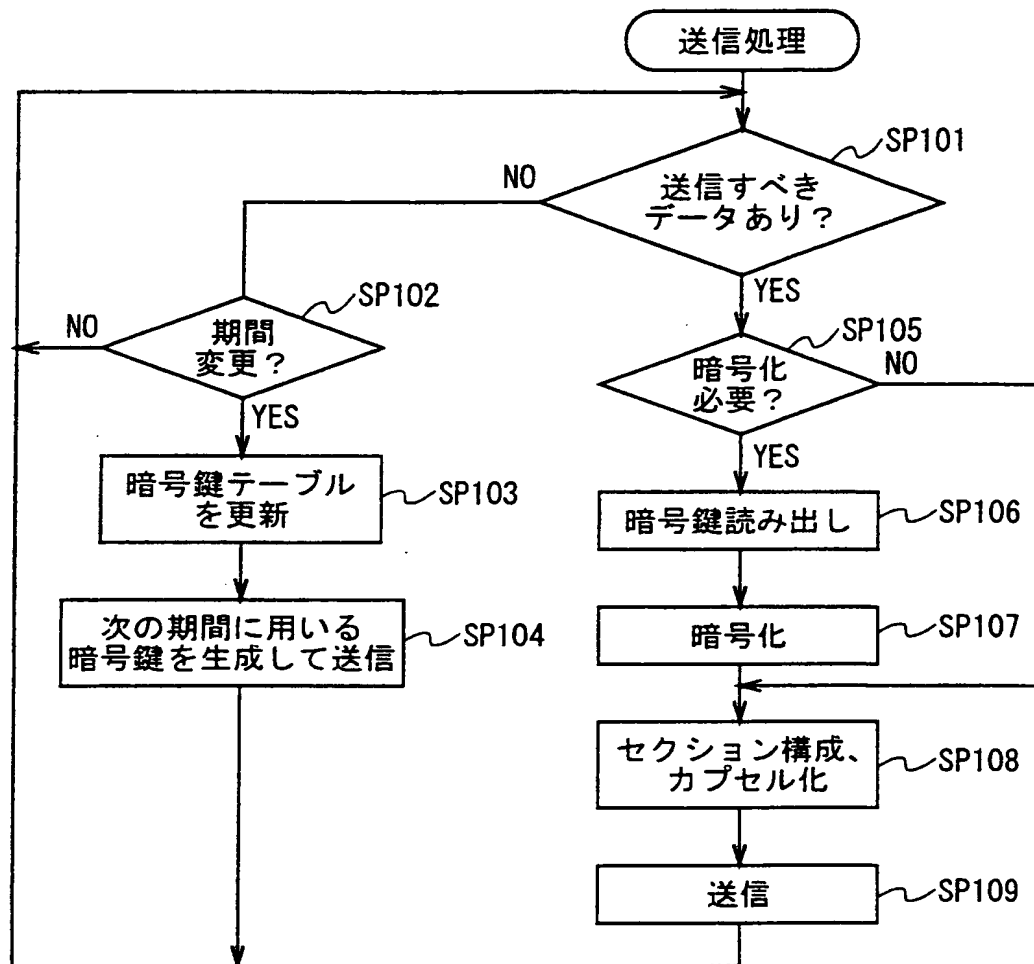 送信処理
SP101
送信すべき
データあり?
NO
YES
SP102
期間
変更?
NO
YES
SP105
暗号化
必要?
NO
YES
暗号鍵テーブル
を更新
SP103
暗号鍵読み出し
SP106
次の期間に用いる
暗号鍵を生成して送信
SP104
暗号化
SP107
セクション構成、
カプセル化
SP108
送信
SP109